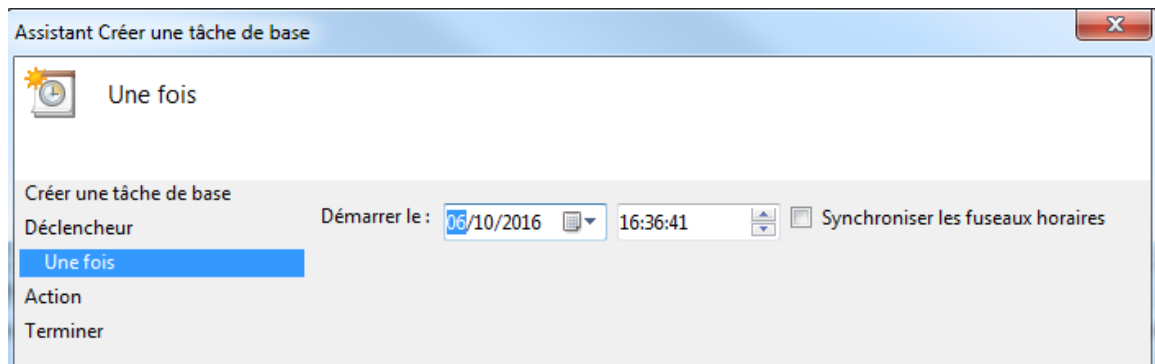 Assistant Créer une tâche de base
Une fois
Créer une tâche de base
Déclencheur
Une fois
Action
Terminer
Démarrer le : 06/10/2016 16:36:41 Synchroniser les fuseaux horaires